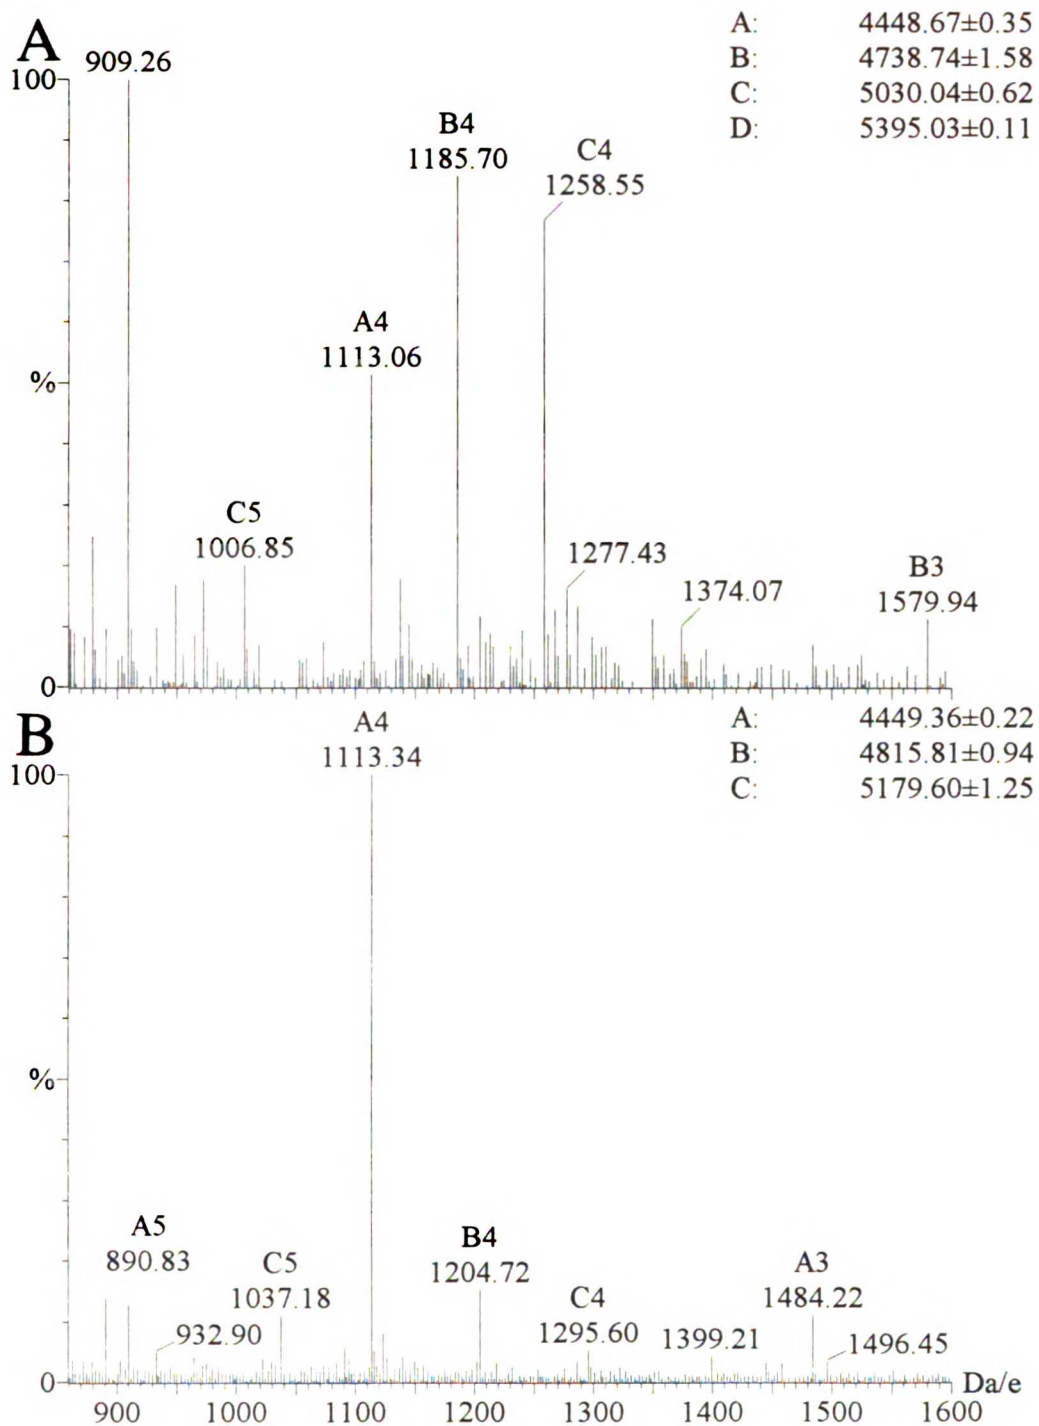 A
A: 4448.67±0.35
B: 4738.74±1.58
C: 5030.04±0.62
D: 5395.03±0.11
100
909.26
B4
1185.70
C4
1258.55
A4
1113.06
%
C5
1006.85
1277.43
1374.07
B3
1579.94
0
B
A: 4449.36±0.22
B: 4815.81±0.94
C: 5179.60±1.25
A4
1113.34
100
%
A5
890.83
C5
1037.18
B4
1204.72
C4
1295.60
A3
1484.22
932.90
1399.21
1496.45
0
Da/e
900 1000 1100 1200 1300 1400 1500 1600